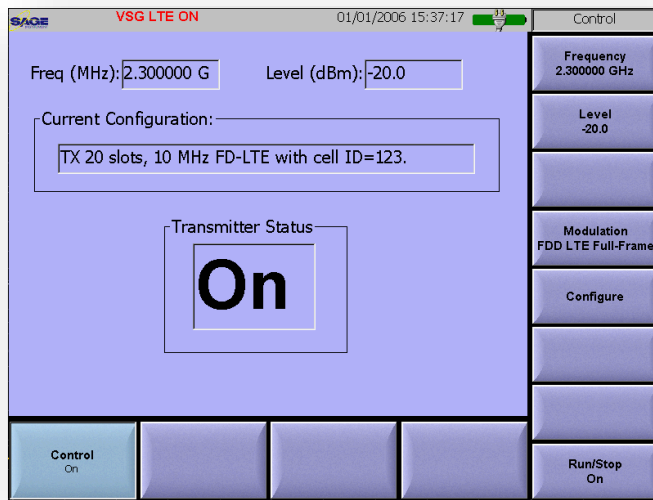 SAGE
VSG LTE ON
01/01/2006 15:37:17
Control
Freq (MHz): 2.300000 G
Level (dBm): -20.0
Current Configuration:
TX 20 slots, 10 MHz FD-LTE with cell ID=123.
Transmitter Status
On
Frequency
2.300000 GHz
Level
-20.0
Modulation
FDD LTE Full-Frame
Configure
Run/Stop
On
Control
On